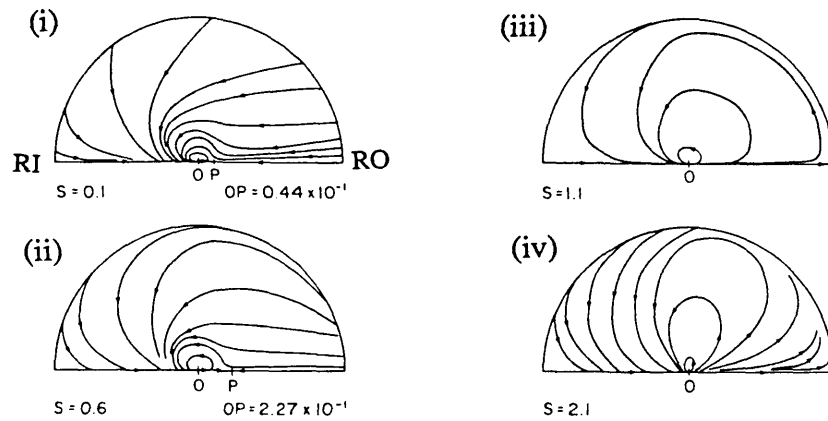 (i)
RI
O P
RO
S = 0.1
OP = 0.44 x 10⁻¹
(ii)
O
P
S = 0.6
OP = 2.27 x 10⁻¹
(iii)
O
S = 1.1
(iv)
O
S = 2.1